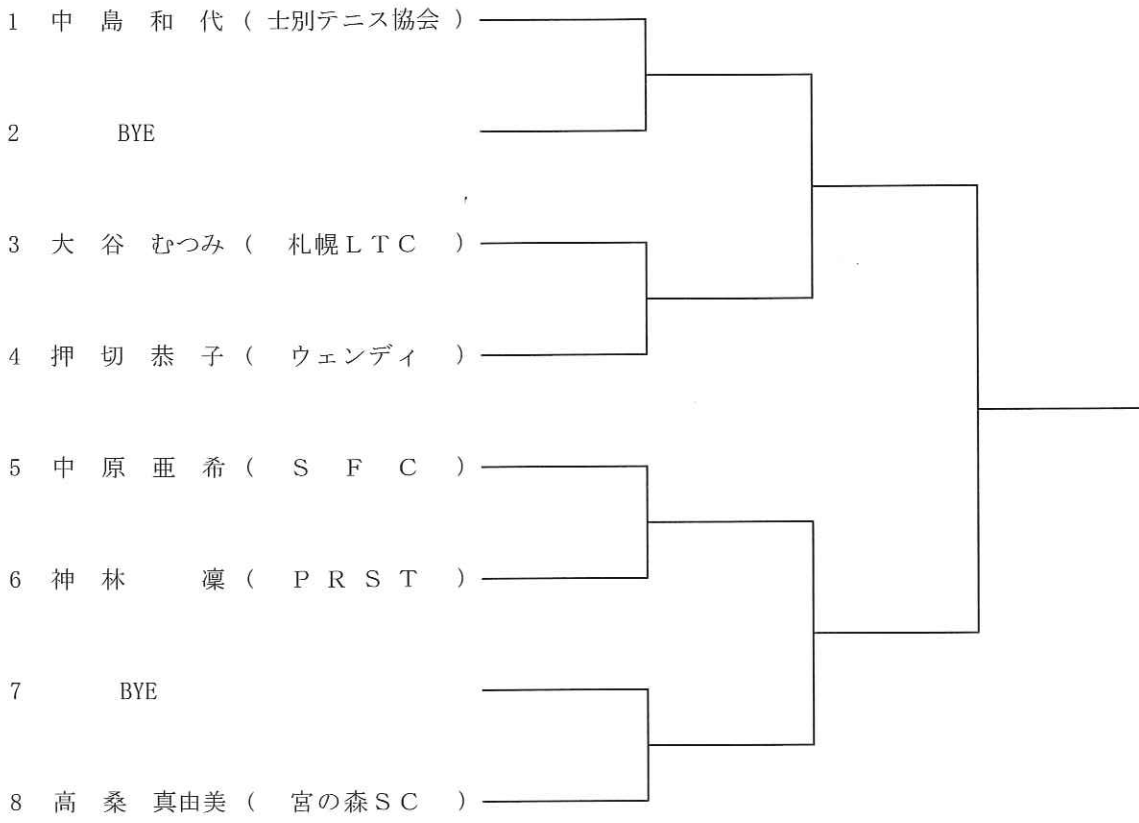 1 中 島 和 代 ( 士別テニス協会 )
2 BYE
3 大 谷 むつみ ( 札幌LTC )
4 押 切 恭 子 ( ウェンディ )
5 中 原 亜 希 ( S F C )
6 神 林 凜 ( P R S T )
7 BYE
8 高 桑 真由美 ( 宮の森SC )